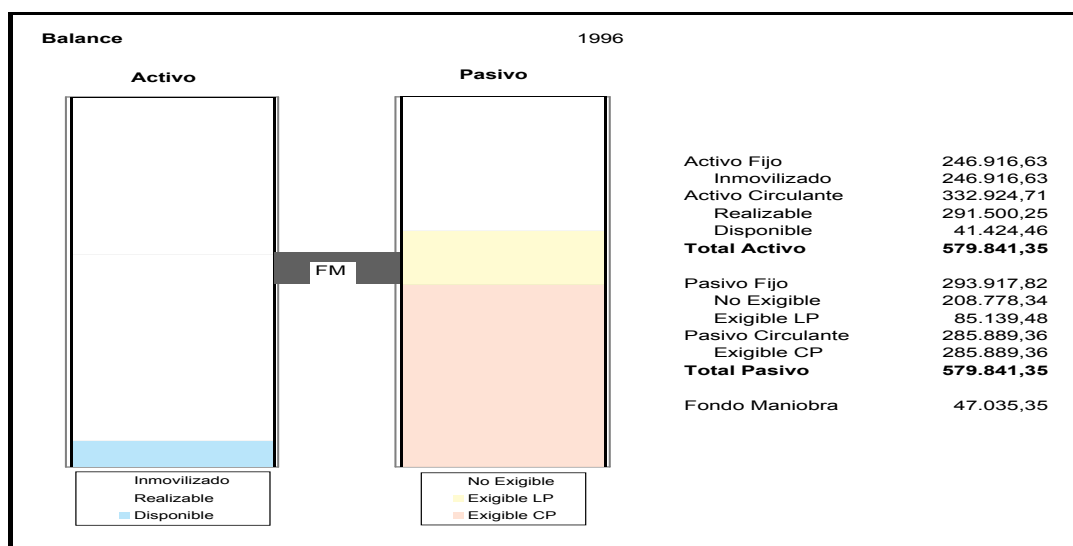 Balance 1996
Activo Pasivo
Activo Fijo 246.916,63
Inmovilizado 246.916,63
Activo Circulante 332.924,71
Realizable 291.500,25
Disponible 41.424,46
Total Activo 579.841,35
FM
Pasivo Fijo 293.917,82
No Exigible 208.778,34
Exigible LP 85.139,48
Pasivo Circulante 285.889,36
Exigible CP 285.889,36
Total Pasivo 579.841,35
Fondo Maniobra 47.035,35
Inmovilizado
Realizable
Disponible
No Exigible
Exigible LP
Exigible CP